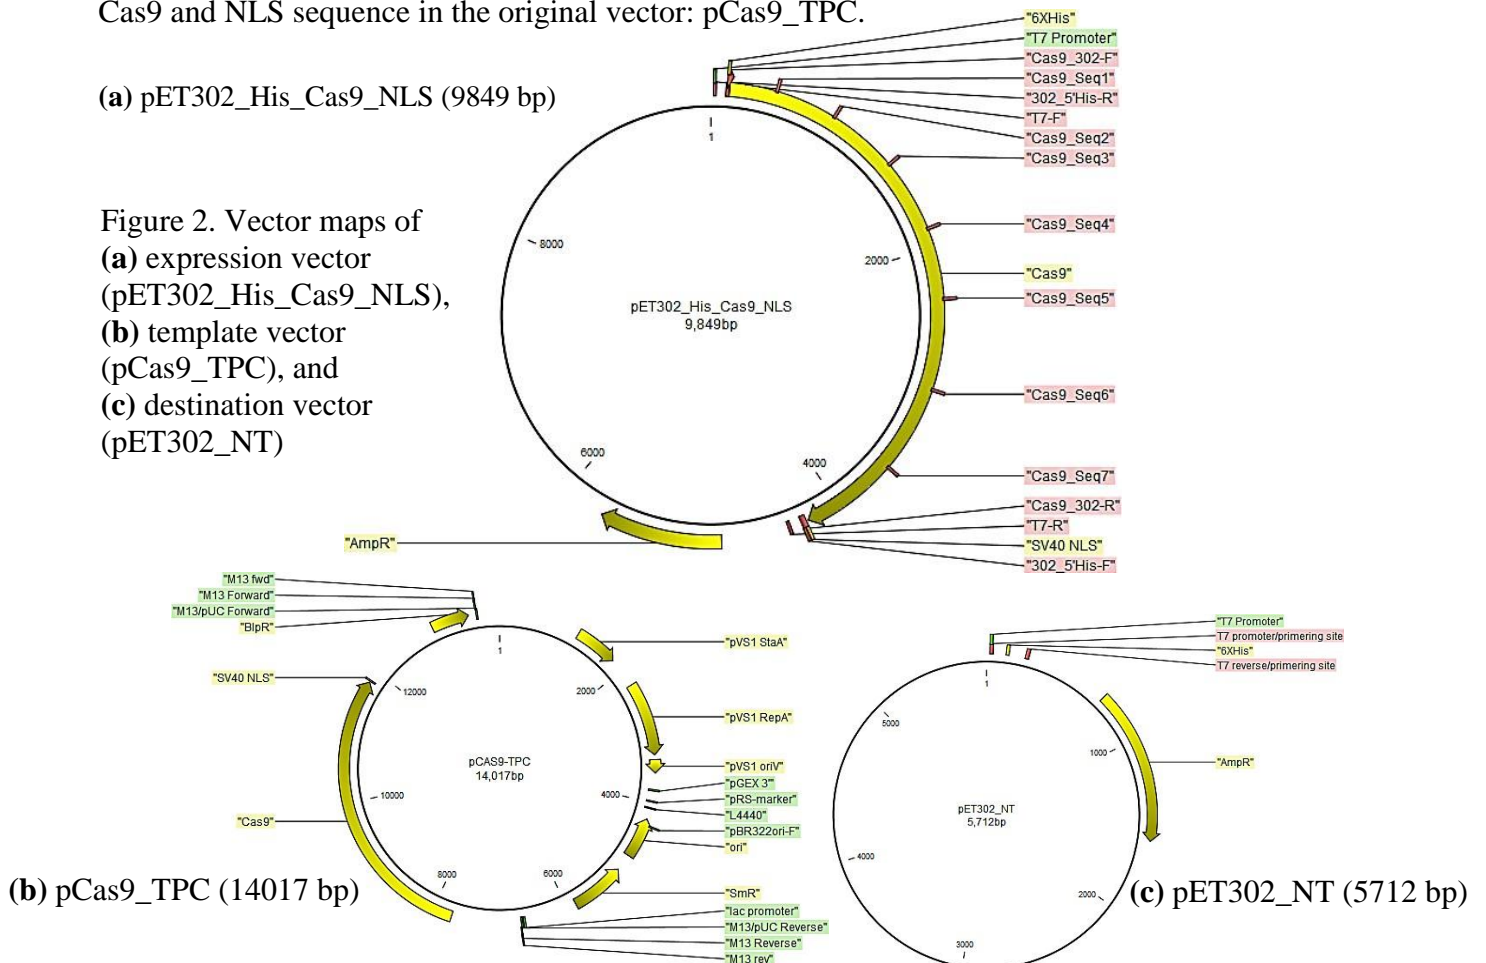 Cas9 and NLS sequence in the original vector: pCas9_TPC.
(a) pET302_His_Cas9_NLS (9849 bp)
Figure 2. Vector maps of
(a) expression vector
(pET302_His_Cas9_NLS),
(b) template vector
(pCas9_TPC), and
(c) destination vector
(pET302_NT)
"6XHis"
"T7 Promoter"
"Cas9_302-F"
"Cas9_Seq1"
"302_5'His-R"
"T7-F"
"Cas9_Seq2"
"Cas9_Seq3"
"Cas9_Seq4"
"Cas9"
"Cas9_Seq5"
"Cas9_Seq6"
"Cas9_Seq7"
"Cas9_302-R"
"T7-R"
"SV40 NLS"
"302_5'His-F"
1
8000
2000
pET302_His_Cas9_NLS
9,849bp
6000
4000
"AmpR"
"M13 fwd"
"M13 Forward"
"M13/pUC Forward"
"BlpR"
"SV40 NLS"
"Cas9"
1
12000
2000
pCAS9-TPC
14,017bp
10000
4000
8000
6000
"pVS1 StaA"
"pVS1 RepA"
"pVS1 oriV"
"pGEX 3'"
"pRS-marker"
"L4440"
"pBR322ori-F"
"ori"
"SmR"
"lac promoter"
"M13/pUC Reverse"
"M13 Reverse"
"M13 rev"
(b) pCas9_TPC (14017 bp)
"T7 Promoter"
"T7 promoter/primering site
"6XHis"
"T7 reverse/primering site
1
5000
1000
"AmpR"
pET302_NT
5,712bp
4000
2000
3000
(c) pET302_NT (5712 bp)